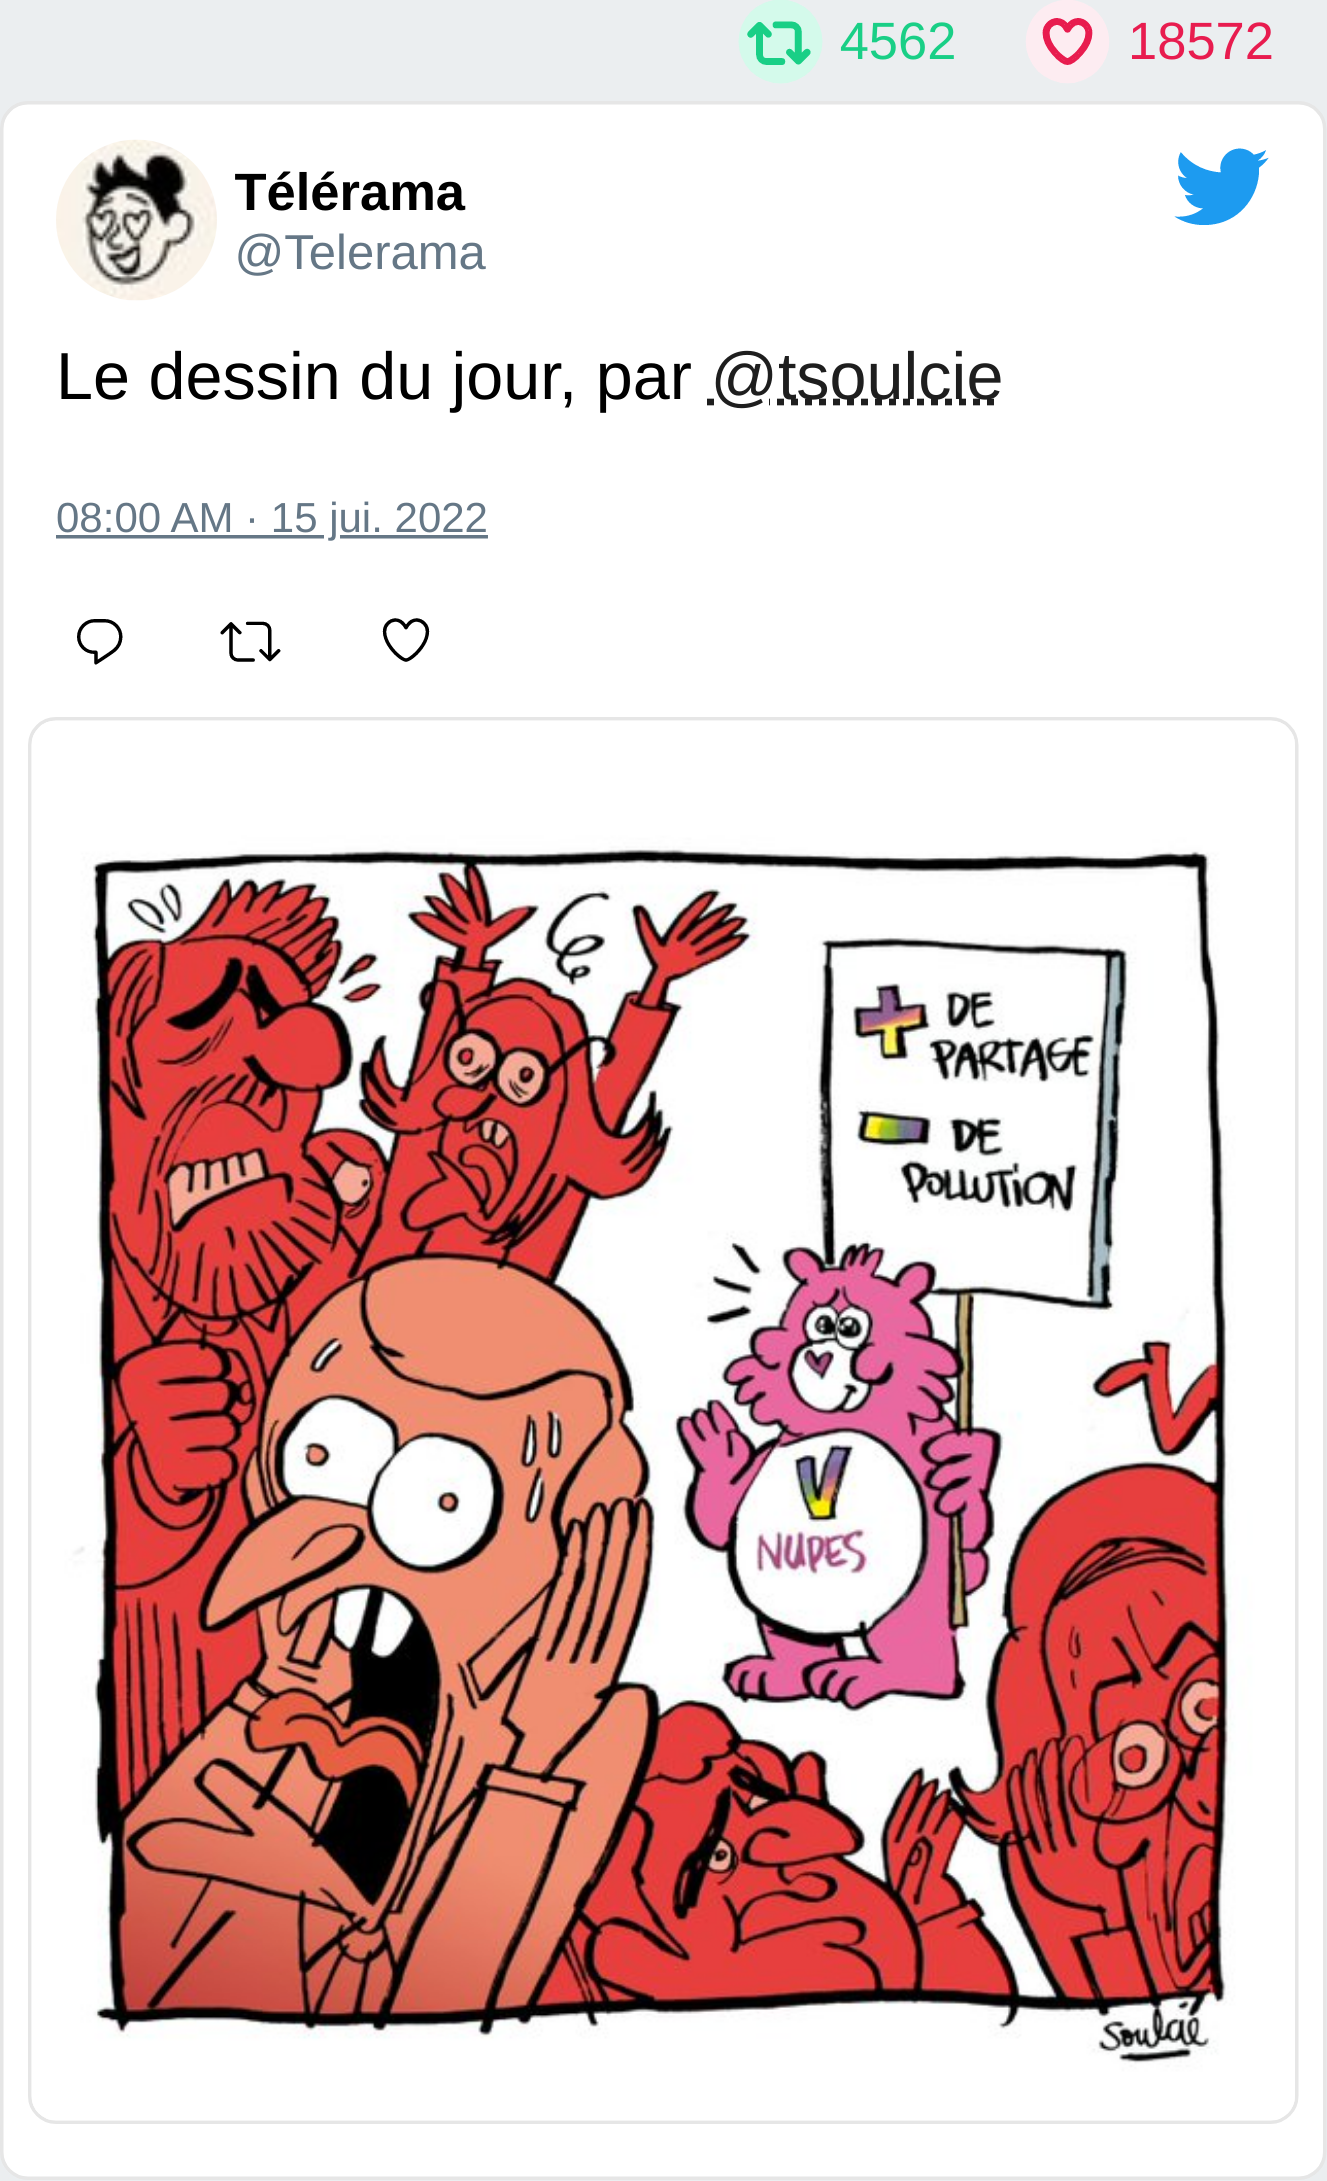 4562 18572
Télérama
@Telerama
Le dessin du jour, par @tsoulcie
08:00 AM · 15 jui. 2022
+ DE
PARTAGE
- DE
POLLUTiON
V
NUPES
Soulcié